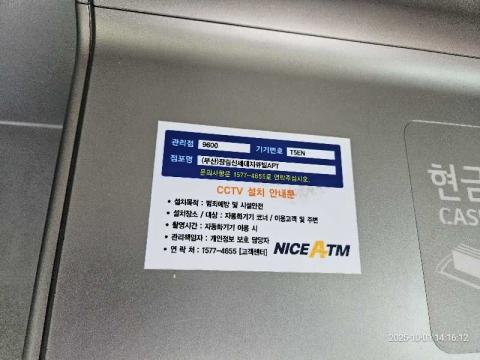 관리점 9600 기기번호 T5EN
점포명 (부산)장림신세대지큐빌APT
문의사항은 1577-4655로 연락주십시오.
CCTV 설치 안내문
• 설치목적 : 범죄예방 및 시설안전
• 설치장소 / 대상 : 자동화기기 코너 / 이용고객 및 주변
• 촬영시간 : 자동화기기 이용 시
• 관리책임자 : 개인정보 보호 담당자
• 연 락 처 : 1577-4655 [고객센터]
NICE ATM
현금
CAS
2025-10-0 14:16:12